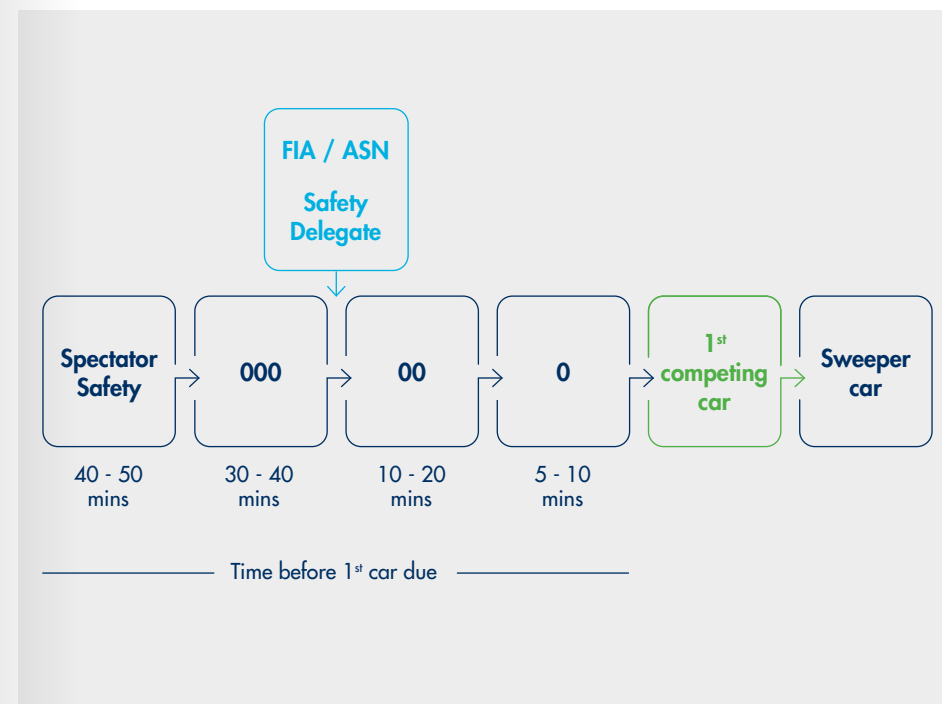 FIA / ASN
Safety
Delegate
Spectator
Safety
000
00
0
1st
competing
car
Sweeper
car
40 - 50
mins
30 - 40
mins
10 - 20
mins
5 - 10
mins
Time before 1st car due